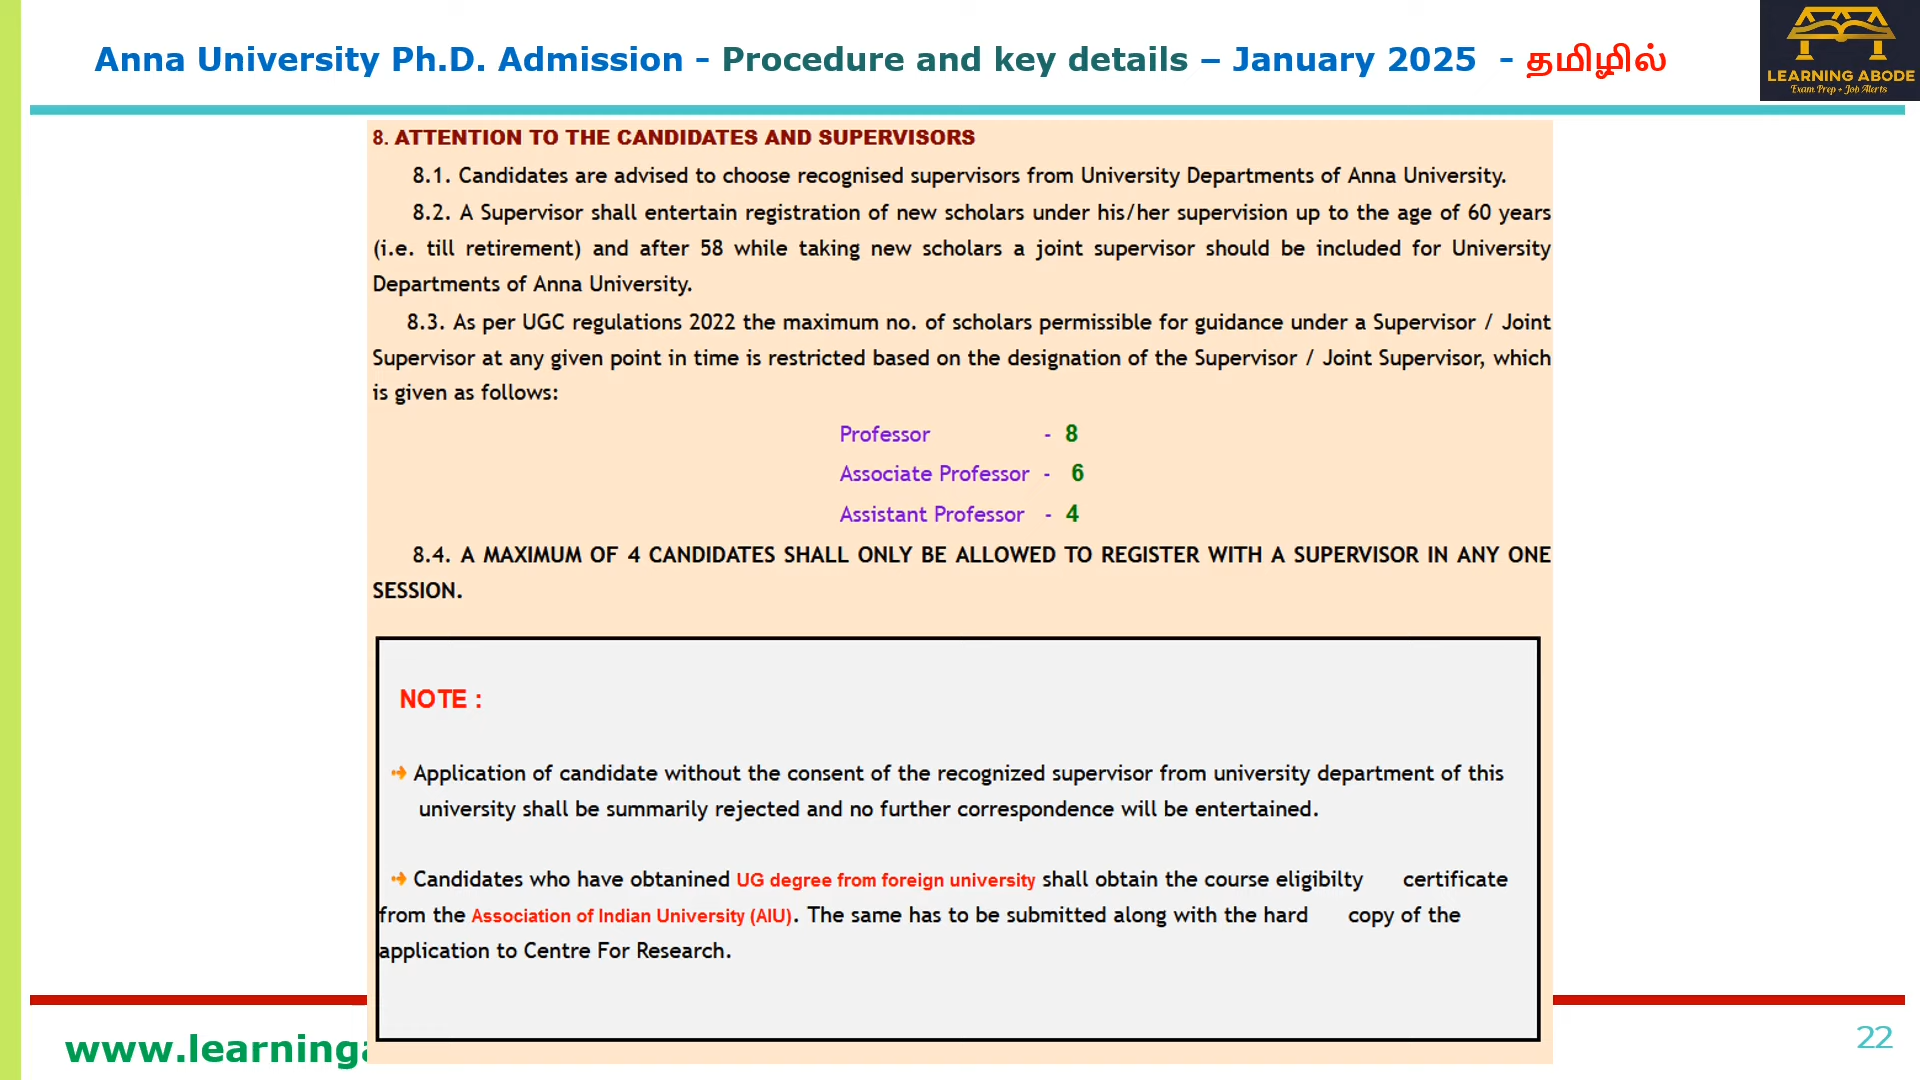 Anna University Ph.D. Admission - Procedure and key details – January 2025 - தமிழில்
LEARNING ABODE
Exam Prep + Job Alerts
8. ATTENTION TO THE CANDIDATES AND SUPERVISORS
8.1. Candidates are advised to choose recognised supervisors from University Departments of Anna University.
8.2. A Supervisor shall entertain registration of new scholars under his/her supervision up to the age of 60 years
(i.e. till retirement) and after 58 while taking new scholars a joint supervisor should be included for University
Departments of Anna University.
8.3. As per UGC regulations 2022 the maximum no. of scholars permissible for guidance under a Supervisor / Joint
Supervisor at any given point in time is restricted based on the designation of the Supervisor / Joint Supervisor, which
is given as follows:
Professor - 8
Associate Professor - 6
Assistant Professor - 4
8.4. A MAXIMUM OF 4 CANDIDATES SHALL ONLY BE ALLOWED TO REGISTER WITH A SUPERVISOR IN ANY ONE
SESSION.
NOTE :
➺ Application of candidate without the consent of the recognized supervisor from university department of this
university shall be summarily rejected and no further correspondence will be entertained.
➺ Candidates who have obtanined UG degree from foreign university shall obtain the course eligibilty certificate
from the Association of Indian University (AIU). The same has to be submitted along with the hard copy of the
application to Centre For Research.
www.learninga
22